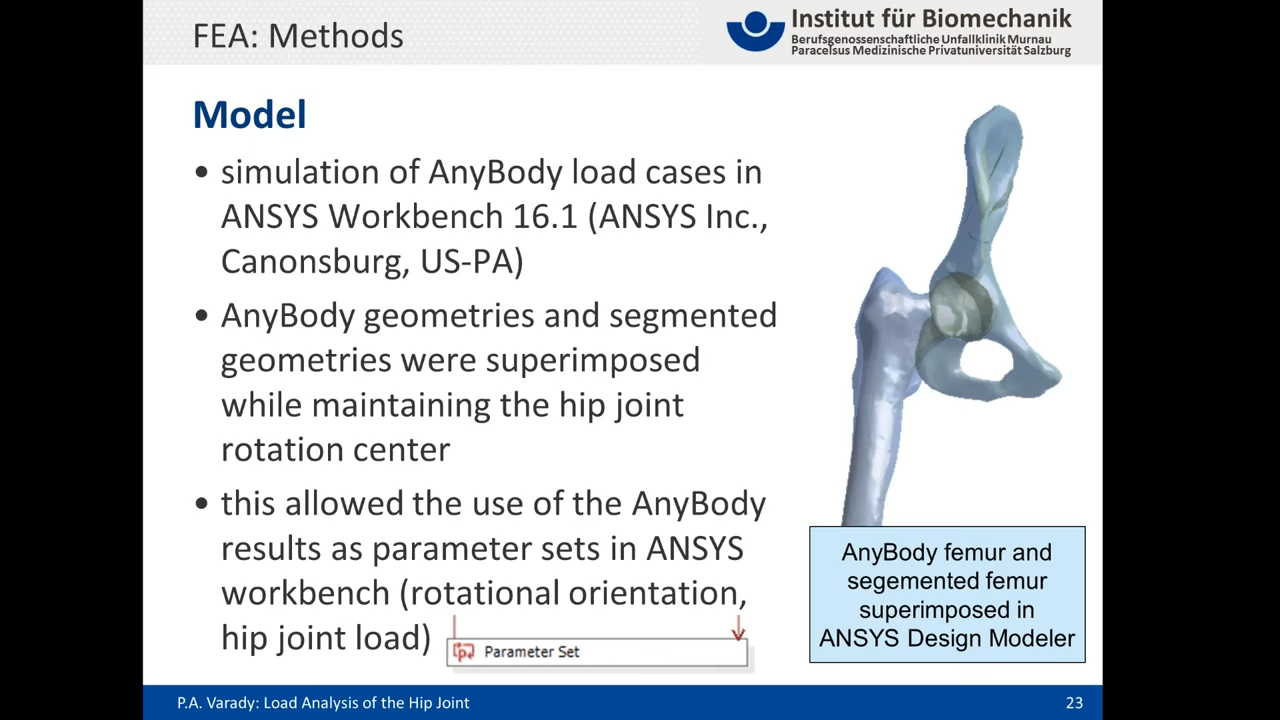 FEA: Methods
Institut für Biomechanik
Berufsgenossenschaftliche Unfallklinik Murnau
Paracelsus Medizinische Privatuniversität Salzburg
Model
• simulation of AnyBody load cases in
ANSYS Workbench 16.1 (ANSYS Inc.,
Canonsburg, US-PA)
• AnyBody geometries and segmented
geometries were superimposed
while maintaining the hip joint
rotation center
• this allowed the use of the AnyBody
results as parameter sets in ANSYS
workbench (rotational orientation,
hip joint load)
Parameter Set
AnyBody femur and
segemented femur
superimposed in
ANSYS Design Modeler
P.A. Varady: Load Analysis of the Hip Joint
23